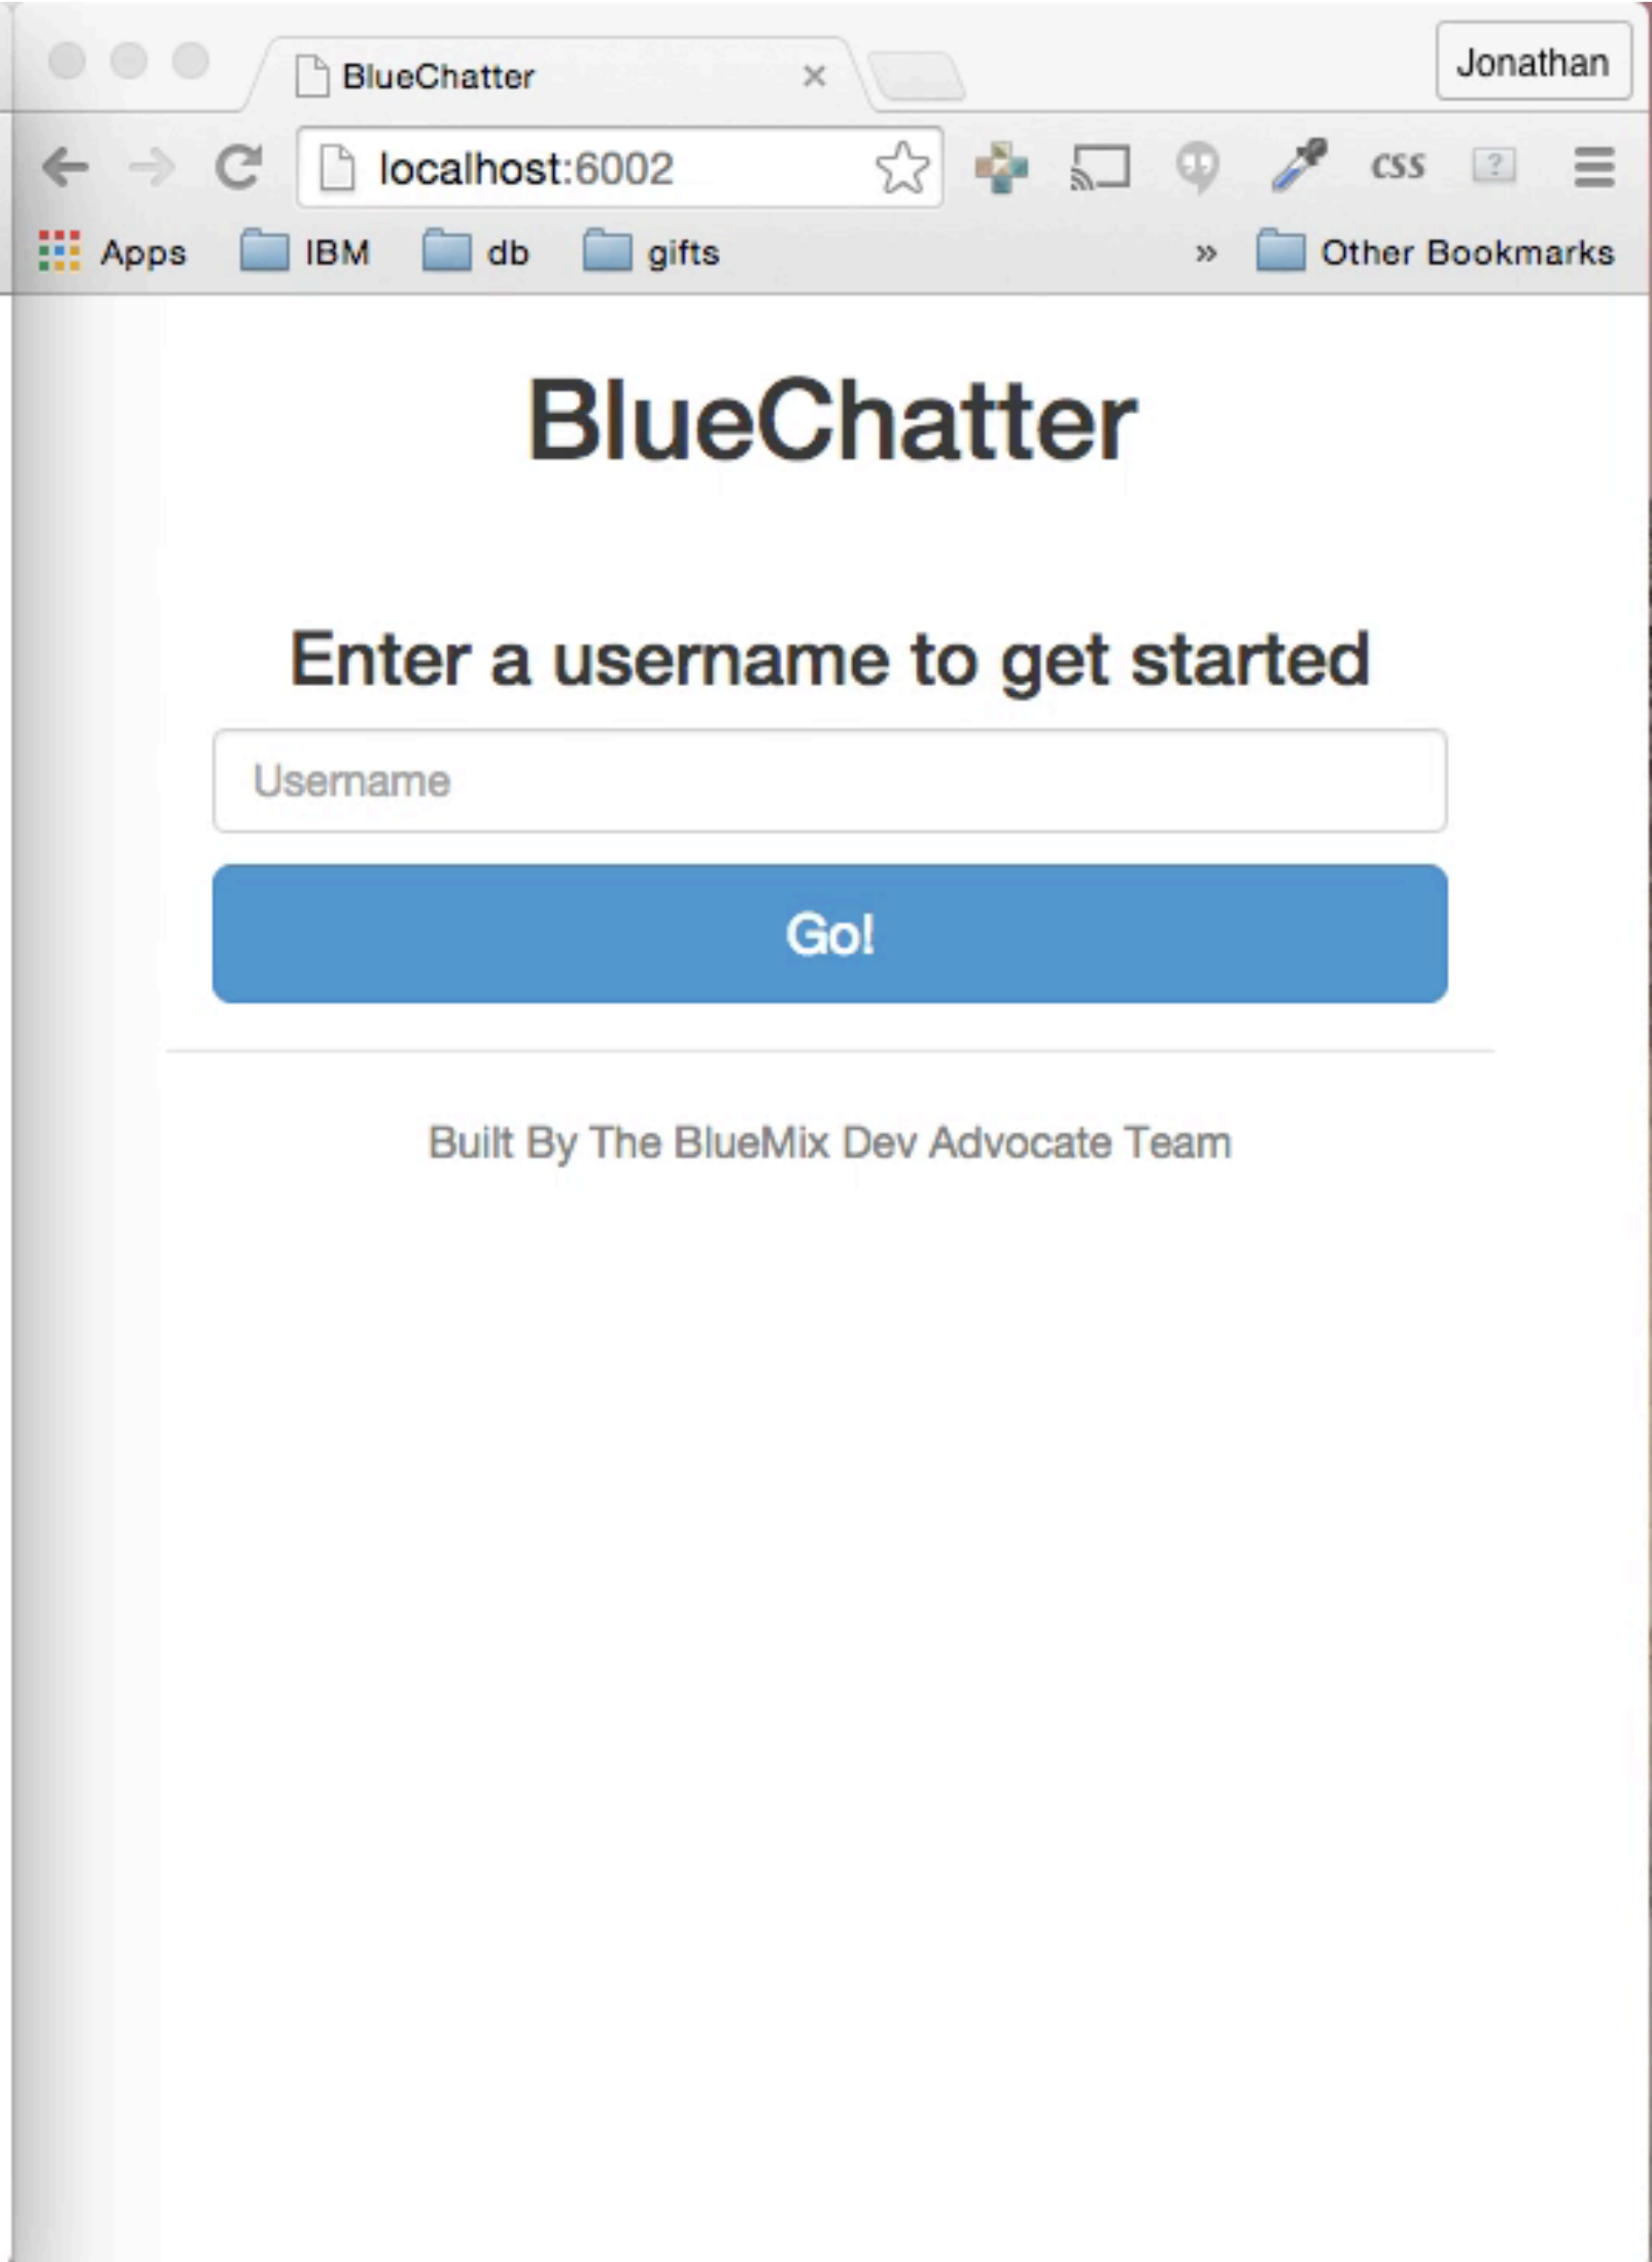 BlueChatter
Jonathan
localhost:6002
css
?
Apps IBM db gifts » Other Bookmarks
BlueChatter
Enter a username to get started
Username
Go!
Built By The BlueMix Dev Advocate Team